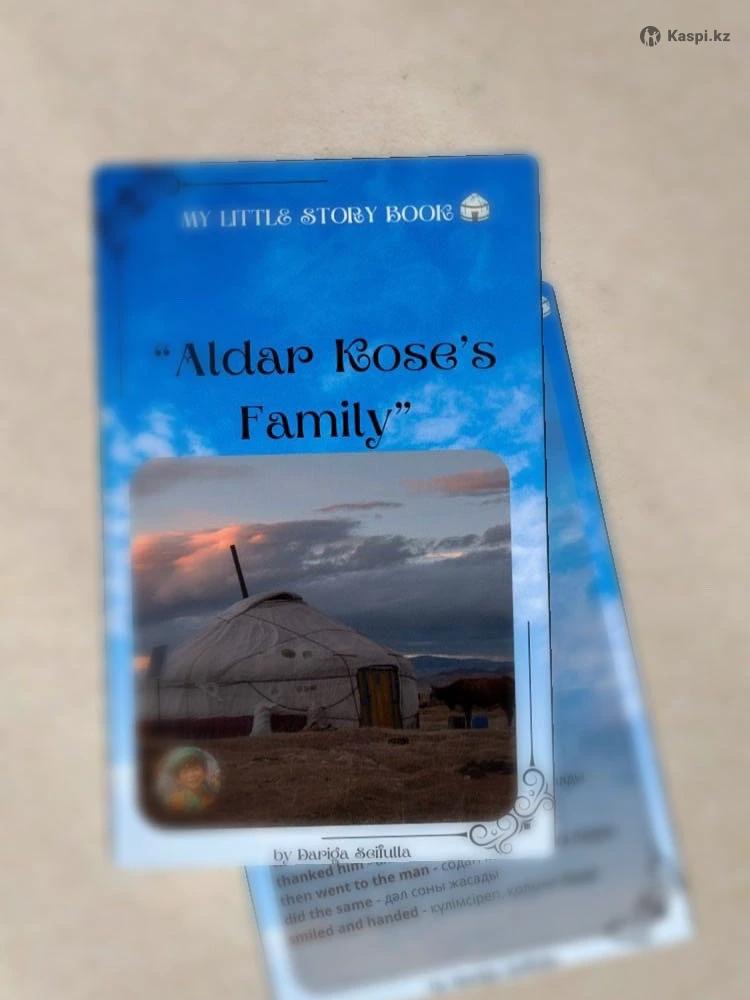 Kaspi.kz
MY LITTLE STORY BOOK
“Aldar Kose’s
Family”
by Dariga Seifulla
thanked him -
then went to the man - содан
did the same - дәл соны жасады
smiled and handed - күлімсіреп,